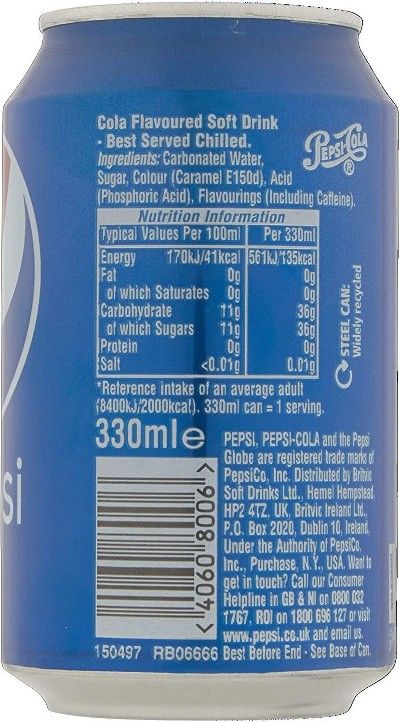 Cola Flavoured Soft Drink
- Best Served Chilled.
Ingredients: Carbonated Water,
Sugar, Colour (Caramel E150d), Acid
(Phosphoric Acid), Flavourings (Including Caffeine).
PEPSI-COLA
®
Nutrition Information
Typical Values Per 100ml Per 330ml
Energy 170kJ/41kcal 561kJ/135kcal
Fat 0g 0g
of which Saturates 0g 0g
Carbohydrate 11g 36g
of which Sugars 11g 36g
Protein 0g 0g
Salt <0.01g 0.01g
STEEL CAN:
Widely recycled
*Reference intake of an average adult
(8400kJ/2000kcal). 330ml can = 1 serving.
330ml e
si
PEPSI, PEPSI-COLA and the Pepsi
Globe are registered trade marks of
PepsiCo, Inc. Distributed by Britvic
Soft Drinks Ltd., Hemel Hempstead
HP2 4TZ, UK, Britvic Ireland Ltd.,
P.O. Box 2020, Dublin 10, Ireland.
Under the Authority of PepsiCo,
Inc., Purchase, N.Y., USA. Want to
get in touch? Call our Consumer
Helpline in GB & NI on 0800 032
1767, ROI on 1800 696 127 or visit
www.pepsi.co.uk and email us.
<4060 8006>
150497 RB06666 Best Before End - See Base of Can.